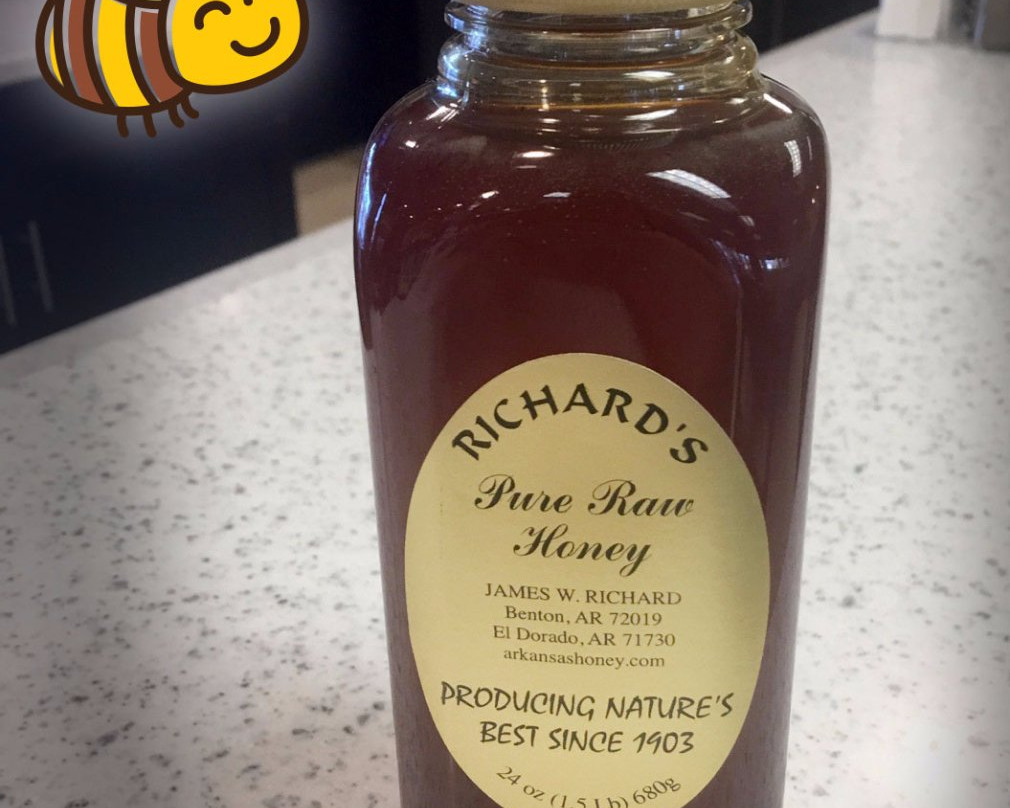 RICHARD'S
Pure Raw
Honey
JAMES W. RICHARD
Benton, AR 72019
El Dorado, AR 71730
arkansashoney.com
PRODUCING NATURE'S
BEST SINCE 1903
24 oz (1.5 Lb) 680g